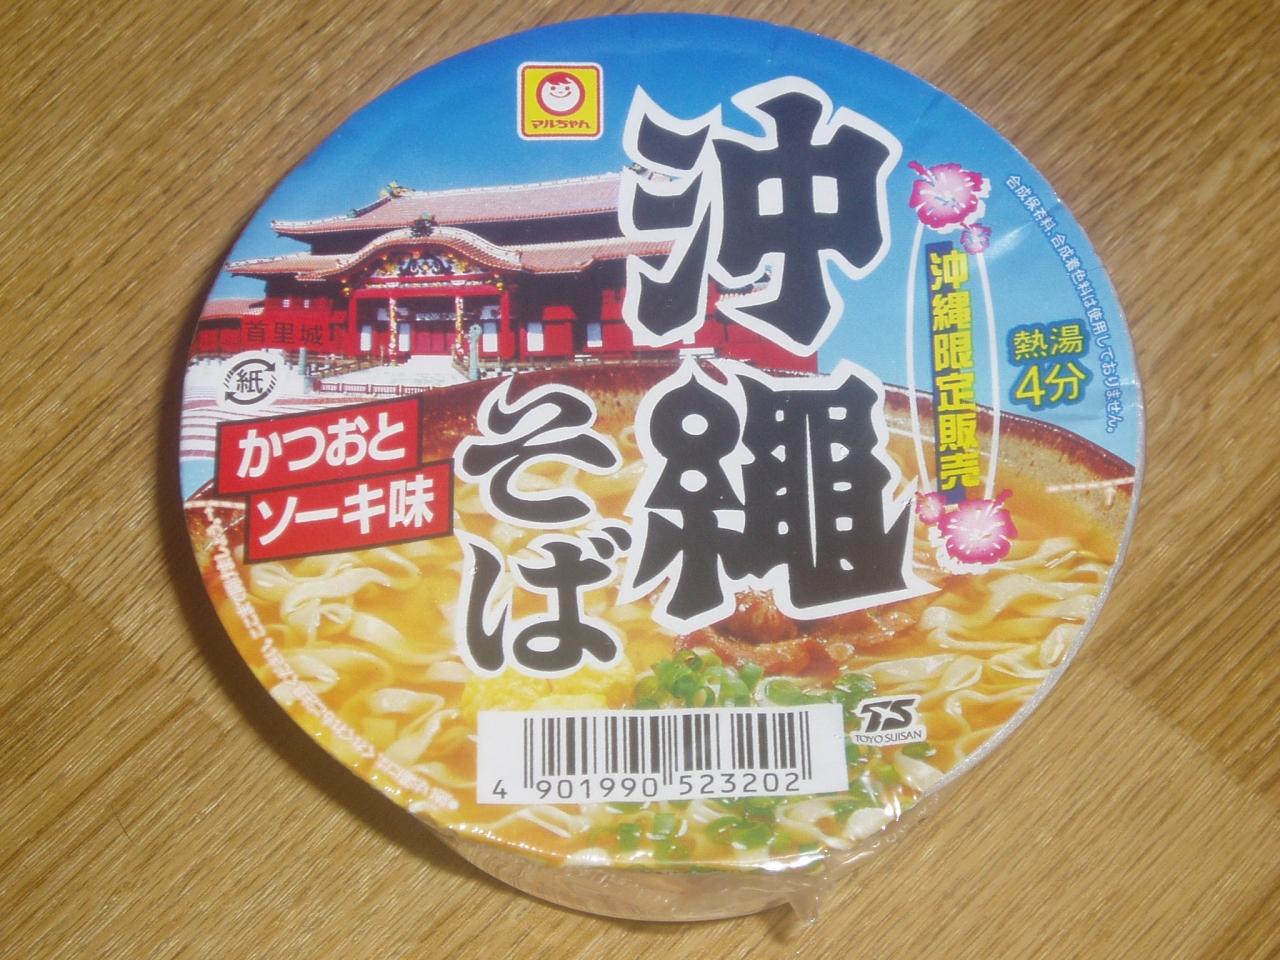 マルちゃん
沖縄
そば
沖縄限定販売
熱湯
4分
合成保存料、合成着色料は使用しておりません。
首里城
紙
かつおと
ソーキ味
TS
TOYO SUISAN
4 901990 523202